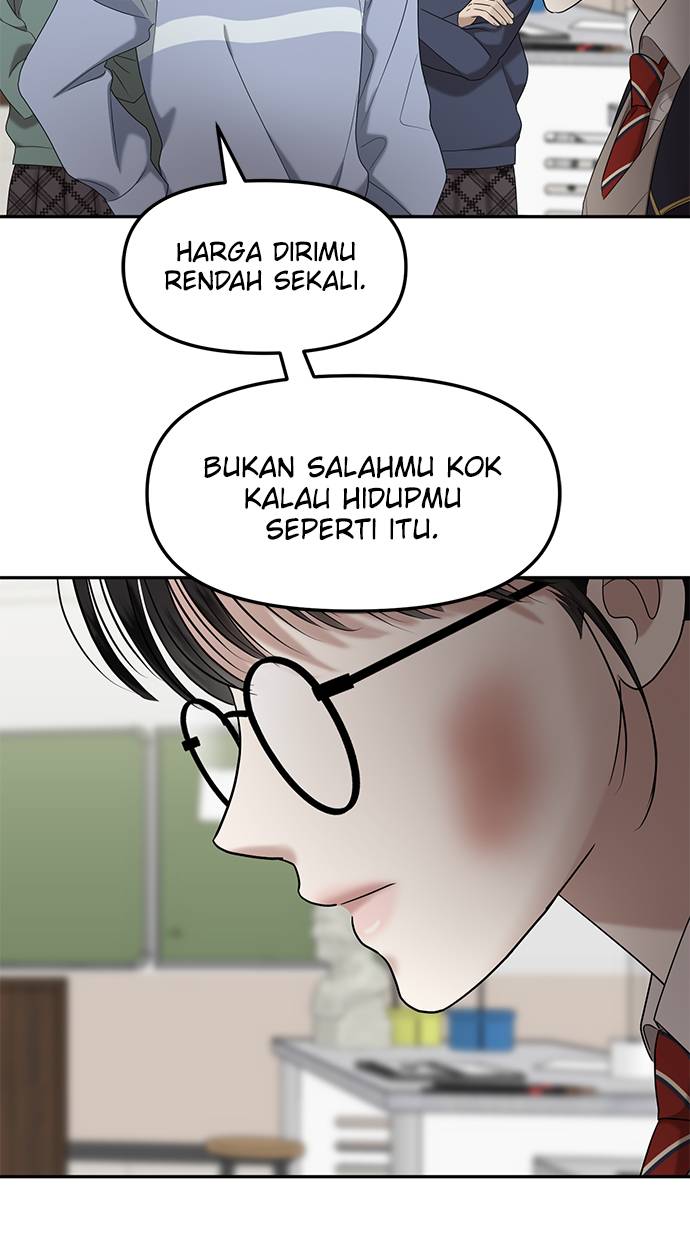 HARGA DIRIMU
RENDAH SEKALI.
BUKAN SALAHMU KOK
KALAU HIDUPMU
SEPERTI ITU.